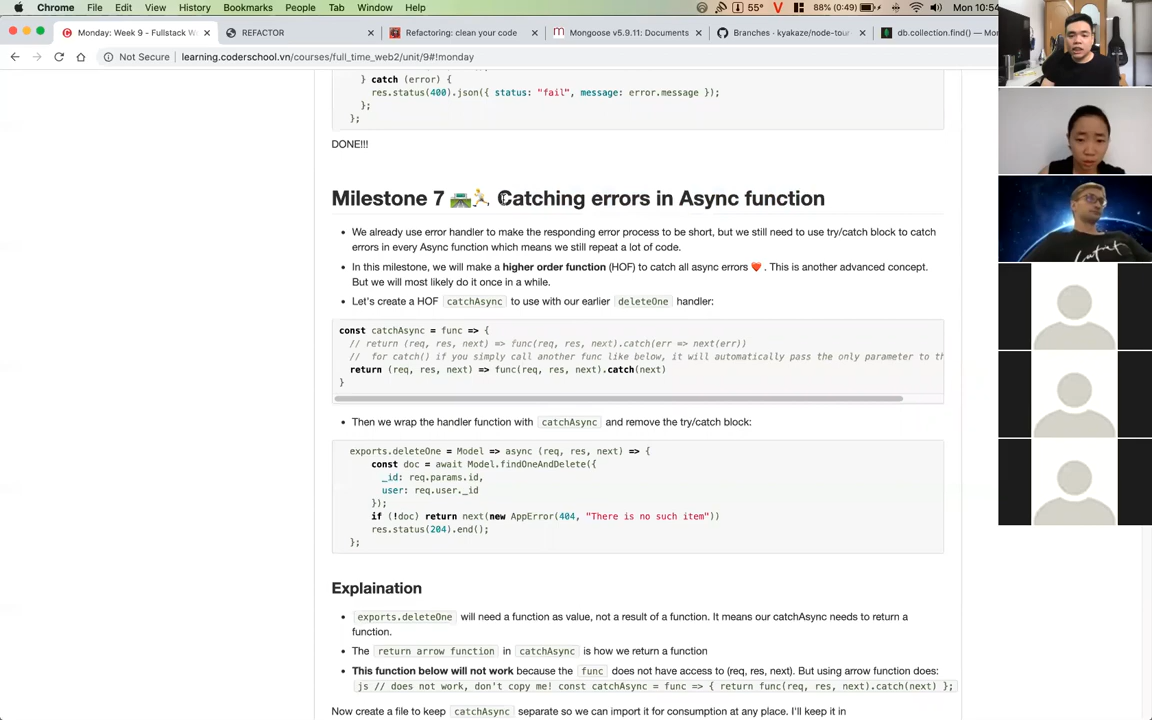 Chrome File Edit View History Bookmarks People Tab Window Help 55° 88% (0:49) Mon 10:54
Monday: Week 9 - Fullstack W REFACTOR Refactoring: clean your code Mongoose v5.9.11: Documents Branches · kyakaze/node-tour db.collection.find() — Mo
Not Secure learning.coderschool.vn/courses/full_time_web2/unit/9#!monday
} catch (error) {
res.status(400).json({ status: "fail", message: error.message });
};
};
DONE!!!
Milestone 7 🛤️🏃 Catching errors in Async function
• We already use error handler to make the responding error process to be short, but we still need to use try/catch block to catch
errors in every Async function which means we still repeat a lot of code.
• In this milestone, we will make a higher order function (HOF) to catch all async errors ❤️ . This is another advanced concept.
But we will most likely do it once in a while.
• Let's create a HOF catchAsync to use with our earlier deleteOne handler:
const catchAsync = func => {
// return (req, res, next) => func(req, res, next).catch(err => next(err))
// for catch() if you simply call another func like below, it will automatically pass the only parameter to th
return (req, res, next) => func(req, res, next).catch(next)
}
• Then we wrap the handler function with catchAsync and remove the try/catch block:
exports.deleteOne = Model => async (req, res, next) => {
const doc = await Model.findOneAndDelete({
_id: req.params.id,
user: req.user._id
});
if (!doc) return next(new AppError(404, "There is no such item"))
res.status(204).end();
};
Explaination
• exports.deleteOne will need a function as value, not a result of a function. It means our catchAsync needs to return a
function.
• The return arrow function in catchAsync is how we return a function
• This function below will not work because the func does not have access to (req, res, next). But using arrow function does:
js // does not work, don't copy me! const catchAsync = func => { return func(req, res, next).catch(next) };
Now create a file to keep catchAsync separate so we can import it for consumption at any place. I'll keep it in